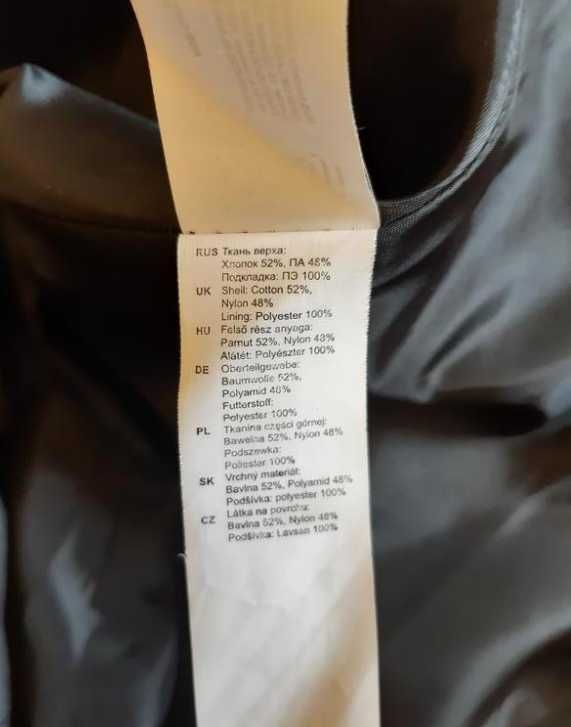 RUS Ткань верха:
Хлопок 52%, ПА 48%
Подкладка: ПЭ 100%
UK Shell: Cotton 52%,
Nylon 48%
Lining: Polyester 100%
HU Felső rész anyaga:
Pamut 52%, Nylon 48%
Alátét: Polyészter 100%
DE Oberteilgewebe:
Baumwolle 52%,
Polyamid 48%
Futterstoff:
Polyester 100%
PL Tkanina części górnej:
Bawełna 52%, Nylon 48%
Podszewka:
Poliester 100%
SK Vrchný materiál:
Bavlna 52%, Polyamid 48%
Podšívka: polyester 100%
CZ Látka na povrchu:
Bavlna 52%, Nylon 48%
Podšívka: Lavsan 100%